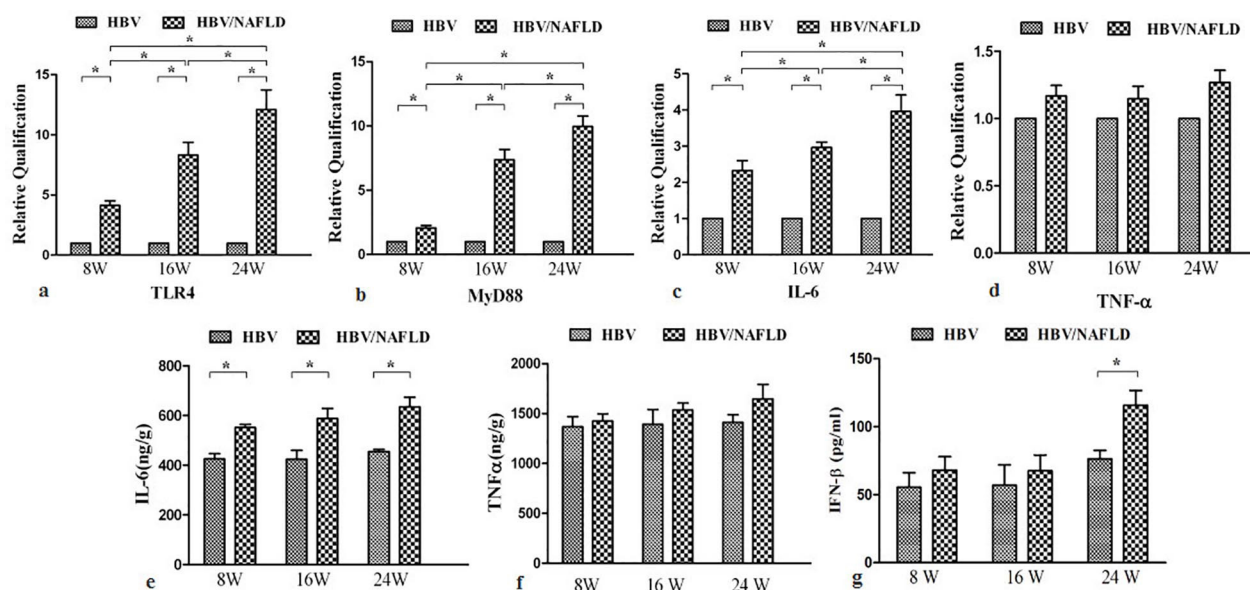 HBV HBV/NAFLD
* * * * * *
Relative Qualification
15
10
5
0
8W 16W 24W
a TLR4
HBV HBV/NAFLD
* * * * * *
Relative Qualification
15
10
5
0
8W 16W 24W
b MyD88
HBV HBV/NAFLD
* * * * * *
Relative Qualification
5
4
3
2
1
0
8W 16W 24W
c IL-6
HBV HBV/NAFLD
Relative Qualification
1.5
1.0
0.5
0.0
8W 16W 24W
d TNF-α
HBV HBV/NAFLD
* * *
IL-6(ng/g)
800
600
400
200
0
8W 16W 24W
e
HBV HBV/NAFLD
TNFα(ng/g)
2000
1500
1000
500
0
8W 16 W 24 W
f
HBV HBV/NAFLD
*
IFN-β (pg/ml)
150
100
50
0
8 W 16 W 24 W
g